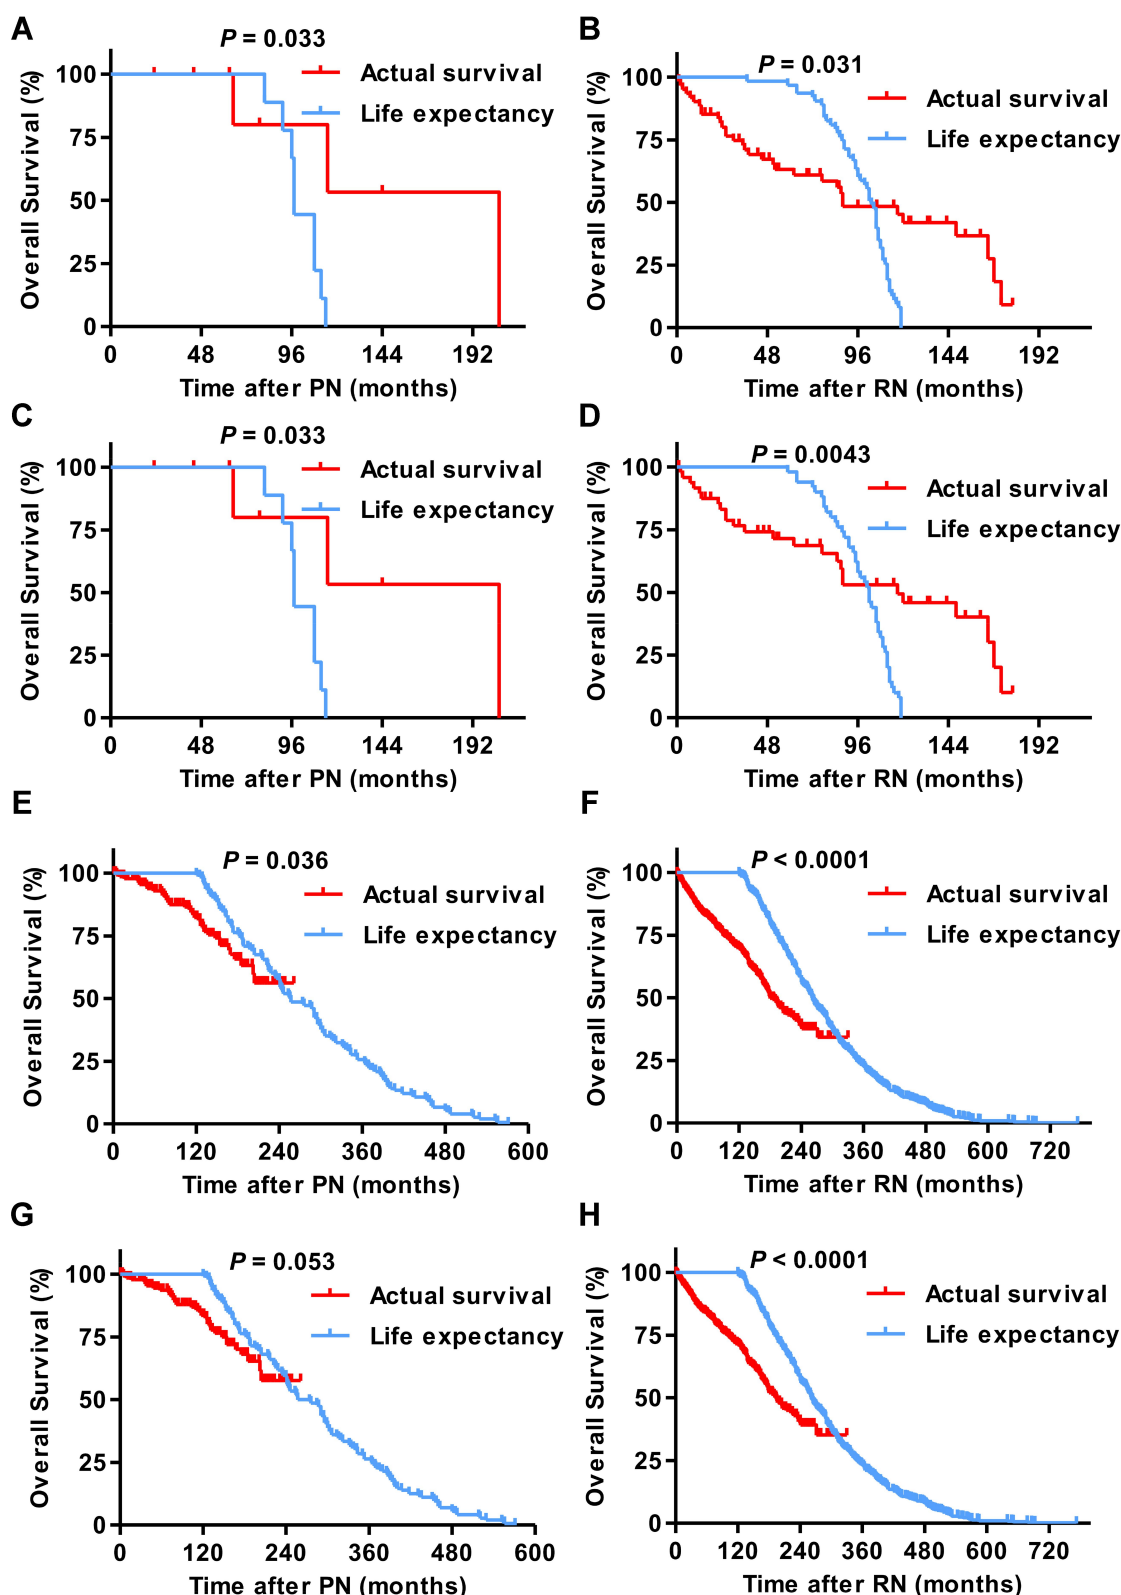 A
P = 0.033
Overall Survival (%)
100
75
50
25
0
Actual survival
Life expectancy
0 48 96 144 192
Time after PN (months)
B
P = 0.031
Overall Survival (%)
100
75
50
25
0
Actual survival
Life expectancy
0 48 96 144 192
Time after RN (months)
C
P = 0.033
Overall Survival (%)
100
75
50
25
0
Actual survival
Life expectancy
0 48 96 144 192
Time after PN (months)
D
P = 0.0043
Overall Survival (%)
100
75
50
25
0
Actual survival
Life expectancy
0 48 96 144 192
Time after RN (months)
E
P = 0.036
Overall Survival (%)
100
75
50
25
0
Actual survival
Life expectancy
0 120 240 360 480 600
Time after PN (months)
F
P < 0.0001
Overall Survival (%)
100
75
50
25
0
Actual survival
Life expectancy
0 120 240 360 480 600 720
Time after RN (months)
G
P = 0.053
Overall Survival (%)
100
75
50
25
0
Actual survival
Life expectancy
0 120 240 360 480 600
Time after PN (months)
H
P < 0.0001
Overall Survival (%)
100
75
50
25
0
Actual survival
Life expectancy
0 120 240 360 480 600 720
Time after RN (months)